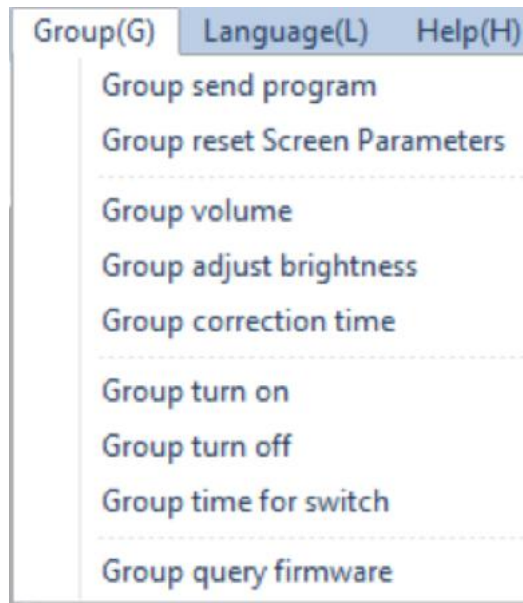 Group(G) Language(L) Help(H)
Group send program
Group reset Screen Parameters
Group volume
Group adjust brightness
Group correction time
Group turn on
Group turn off
Group time for switch
Group query firmware